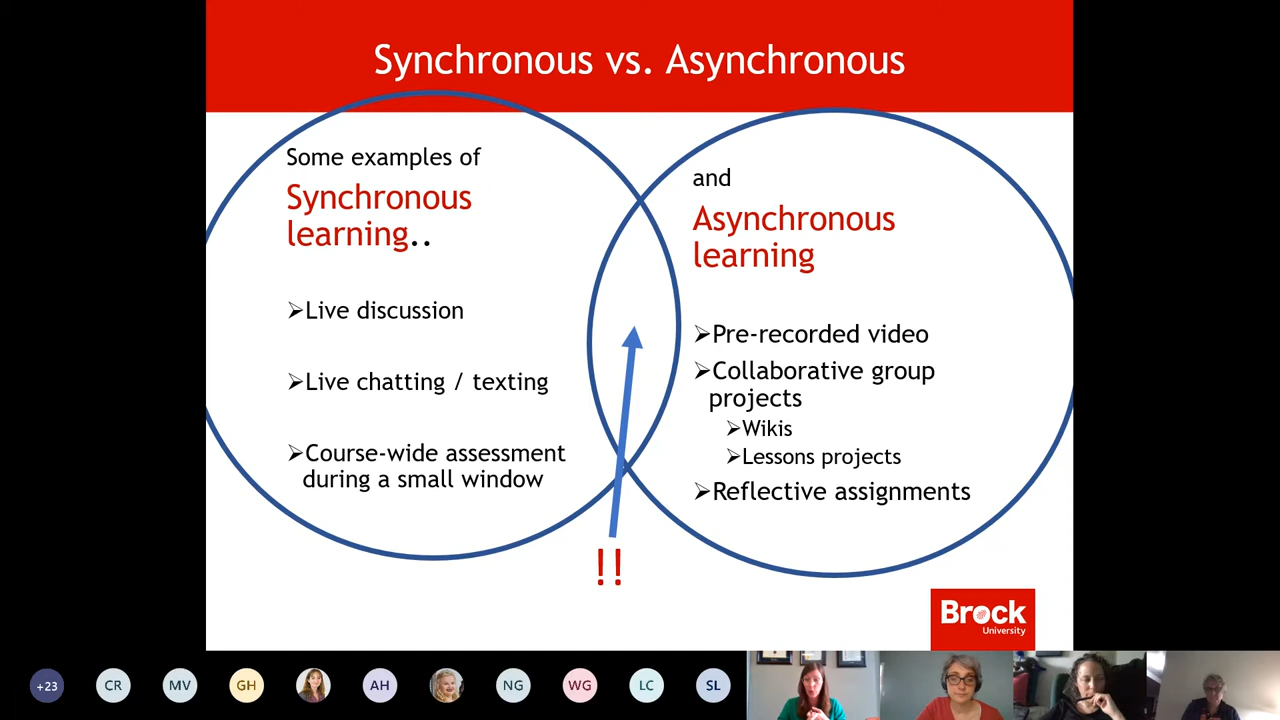 Synchronous vs. Asynchronous
Some examples of
Synchronous
learning..
➢Live discussion
➢Live chatting / texting
➢Course-wide assessment
during a small window
and
Asynchronous
learning
➢Pre-recorded video
➢Collaborative group
projects
➢Wikis
➢Lessons projects
➢Reflective assignments
!!
Brock
University
+23
CR
MV
GH
AH
NG
WG
LC
SL